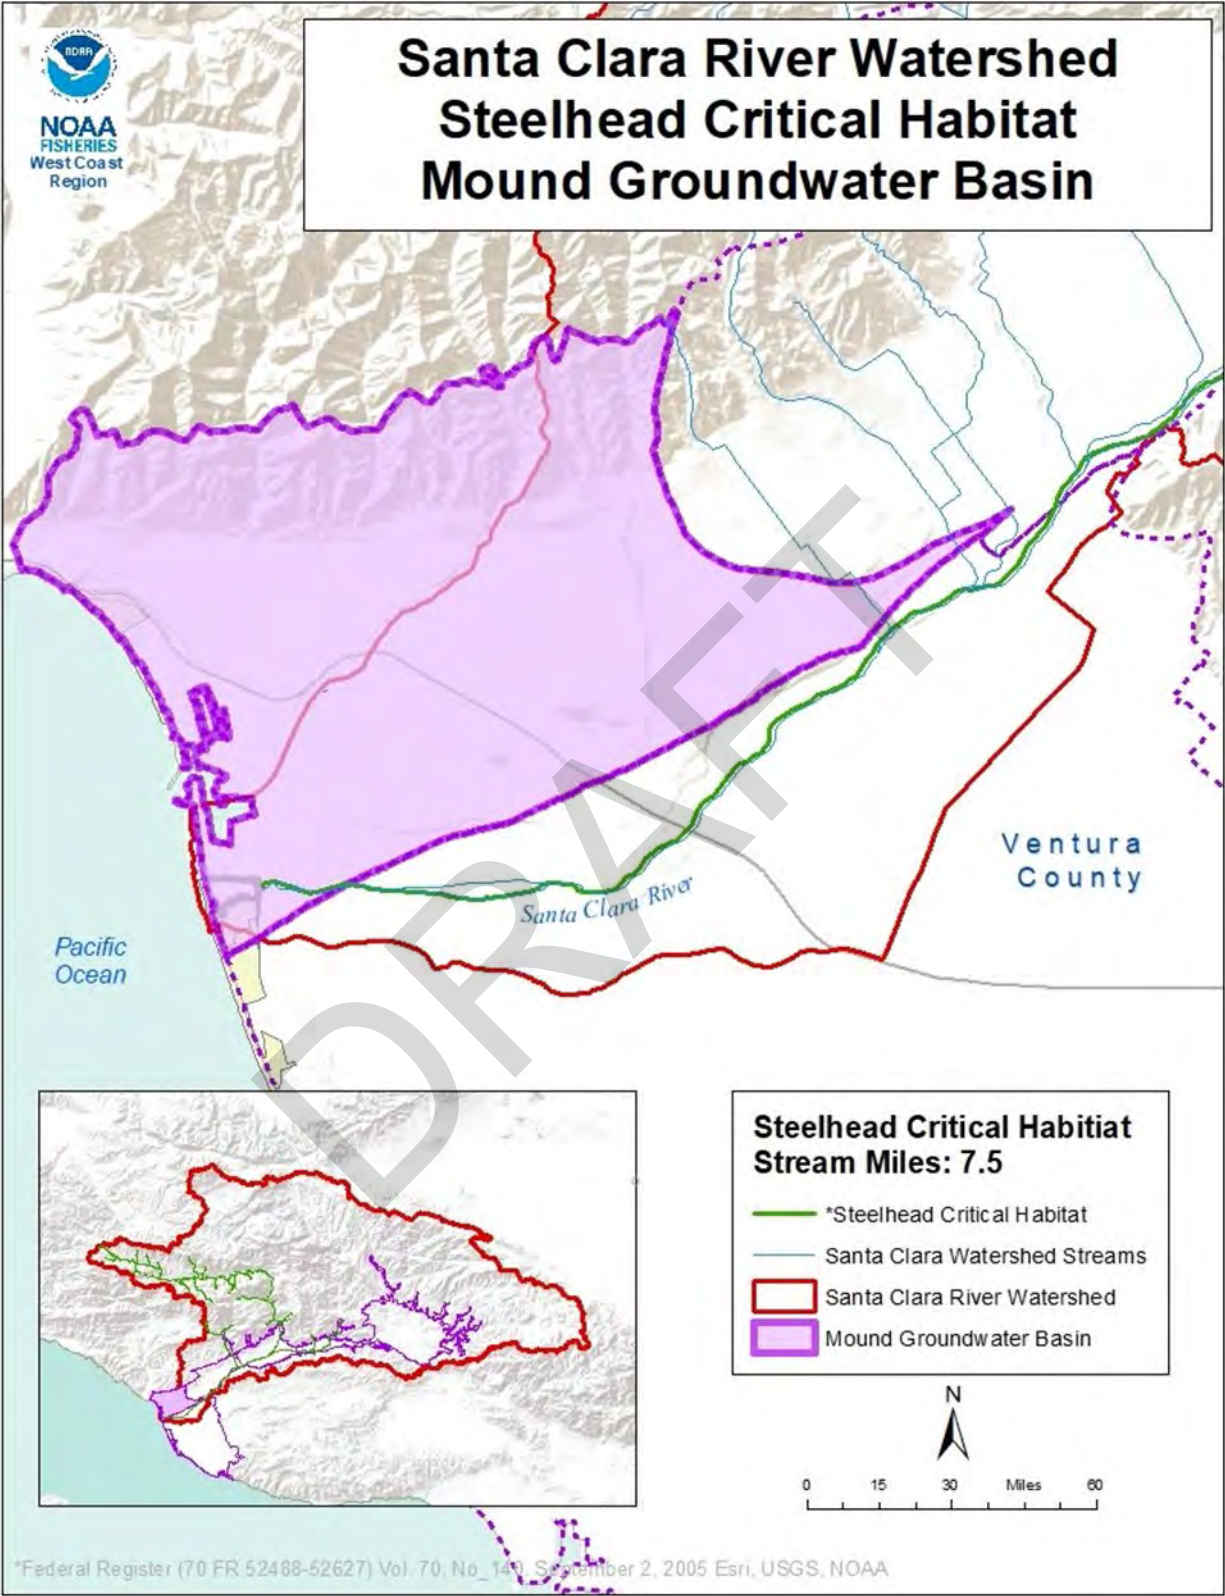 NOAA
NOAA
FISHERIES
West Coast
Region
Santa Clara River Watershed
Steelhead Critical Habitat
Mound Groundwater Basin
Ventura
County
Santa Clara River
Pacific
Ocean
DRAFT
Steelhead Critical Habitiat
Stream Miles: 7.5
*Steelhead Critical Habitat
Santa Clara Watershed Streams
Santa Clara River Watershed
Mound Groundwater Basin
N
0 15 30 Miles 60
*Federal Register (70 FR 52488-52627) Vol. 70, No_140, September 2, 2005 Esri, USGS, NOAA